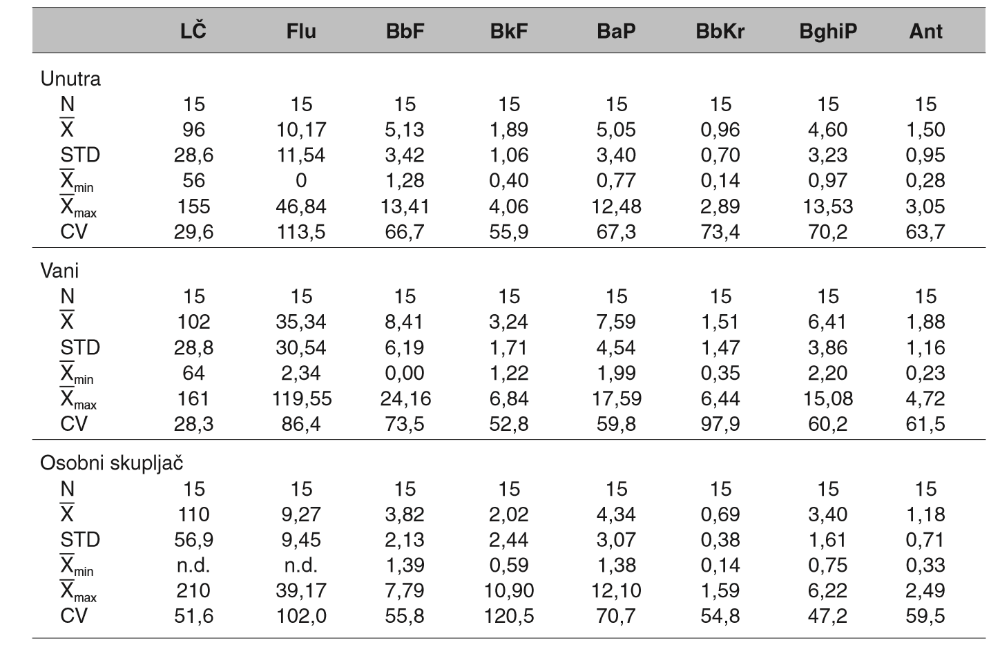 LČ Flu BbF BkF BaP BbKr BghiP Ant
Unutra
N 15 15 15 15 15 15 15 15
X̅ 96 10,17 5,13 1,89 5,05 0,96 4,60 1,50
STD 28,6 11,54 3,42 1,06 3,40 0,70 3,23 0,95
X̅min 56 0 1,28 0,40 0,77 0,14 0,97 0,28
X̅max 155 46,84 13,41 4,06 12,48 2,89 13,53 3,05
CV 29,6 113,5 66,7 55,9 67,3 73,4 70,2 63,7
Vani
N 15 15 15 15 15 15 15 15
X̅ 102 35,34 8,41 3,24 7,59 1,51 6,41 1,88
STD 28,8 30,54 6,19 1,71 4,54 1,47 3,86 1,16
X̅min 64 2,34 0,00 1,22 1,99 0,35 2,20 0,23
X̅max 161 119,55 24,16 6,84 17,59 6,44 15,08 4,72
CV 28,3 86,4 73,5 52,8 59,8 97,9 60,2 61,5
Osobni skupljač
N 15 15 15 15 15 15 15 15
X̅ 110 9,27 3,82 2,02 4,34 0,69 3,40 1,18
STD 56,9 9,45 2,13 2,44 3,07 0,38 1,61 0,71
X̅min n.d. n.d. 1,39 0,59 1,38 0,14 0,75 0,33
X̅max 210 39,17 7,79 10,90 12,10 1,59 6,22 2,49
CV 51,6 102,0 55,8 120,5 70,7 54,8 47,2 59,5